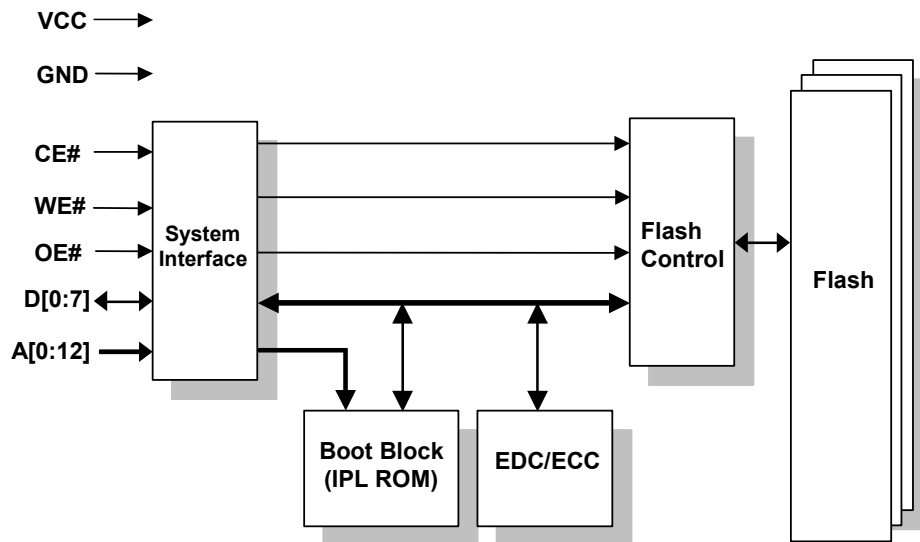 VCC
GND
CE#
WE#
OE#
D[0:7]
A[0:12]
System
Interface
Flash
Control
Flash
Boot Block
(IPL ROM)
EDC/ECC